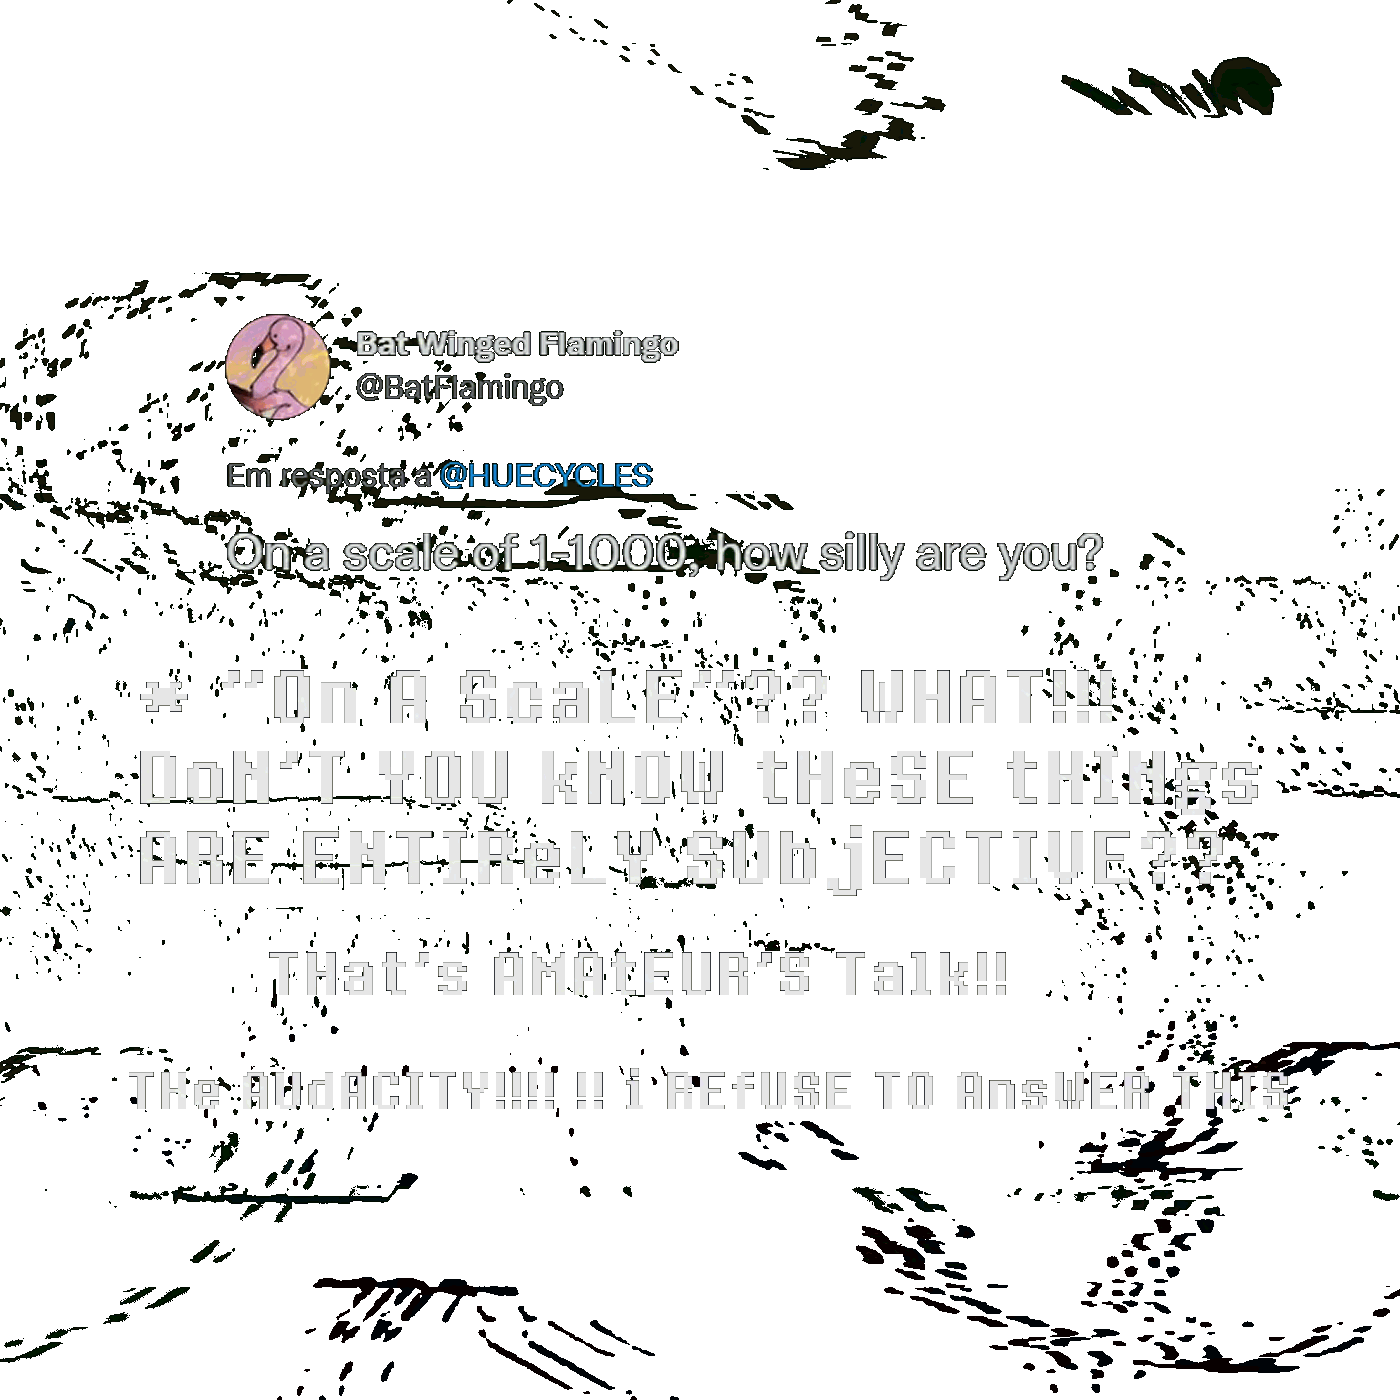 Bat Winged Flamingo
@BatFlamingo
Em resposta a @HUECYCLES
On a scale of 1-1000, how silly are you?
* "On A ScaLE"?? WHAT!!!
DoN'T YOU kNOW tHeSE tHINgs
ARE ENTIReLY SUbjECTIVE??
THat's AMAtEUR'S Talk!!
THe AUdACITY!!!! !! i REfUSE TO AnsWER THIS